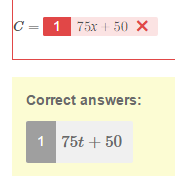 C = 1 75x + 50 ✕
Correct answers:
1 75t + 50